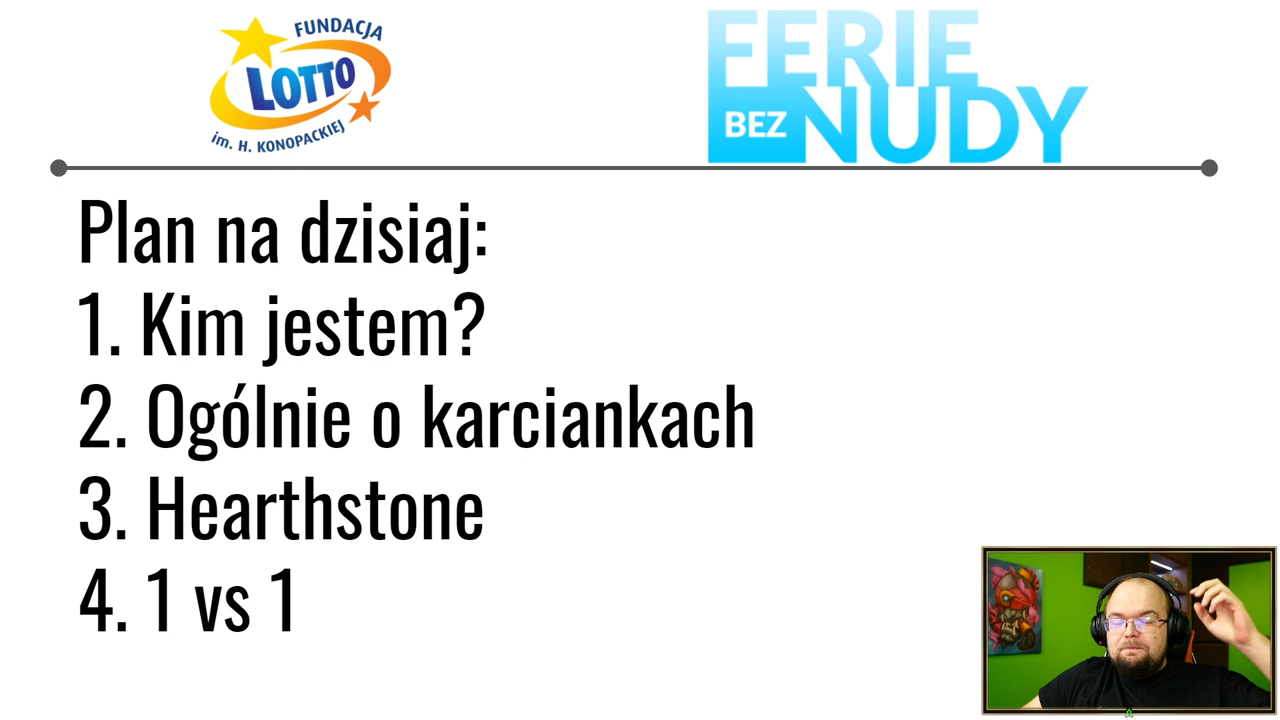 FUNDACJA
LOTTO
im. H. KONOPACKIEJ
FERIE
BEZ NUDY
Plan na dzisiaj:
1. Kim jestem?
2. Ogólnie o karciankach
3. Hearthstone
4. 1 vs 1